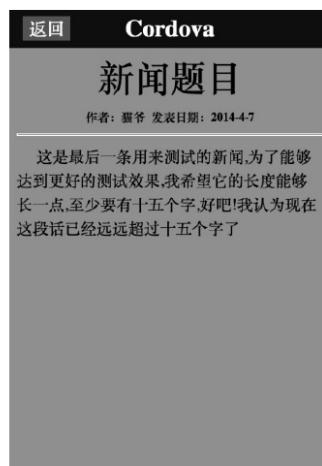 返回 Cordova
新闻题目
作者：猫爷 发表日期：2014-4-7
这是最后一条用来测试的新闻,为了能够
达到更好的测试效果,我希望它的长度能够
长一点,至少要有十五个字,好吧!我认为现在
这段话已经远远超过十五个字了